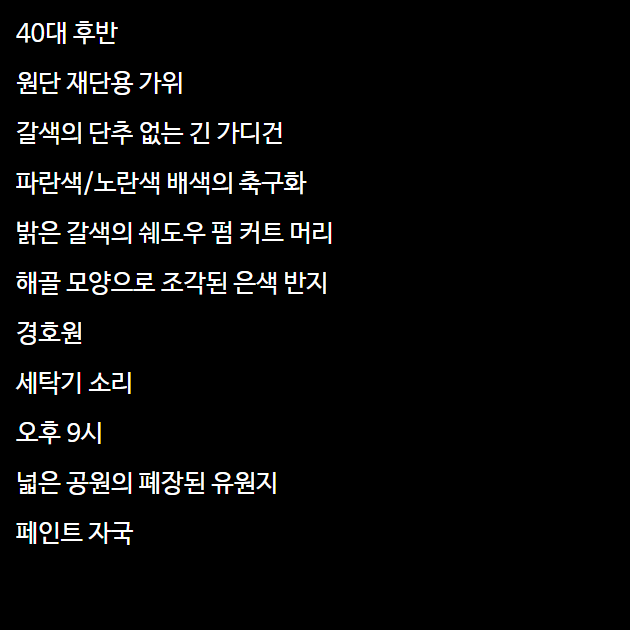 40대 후반
원단 재단용 가위
갈색의 단추 없는 긴 가디건
파란색/노란색 배색의 축구화
밝은 갈색의 쉐도우 펌 커트 머리
해골 모양으로 조각된 은색 반지
경호원
세탁기 소리
오후 9시
넓은 공원의 폐장된 유원지
페인트 자국